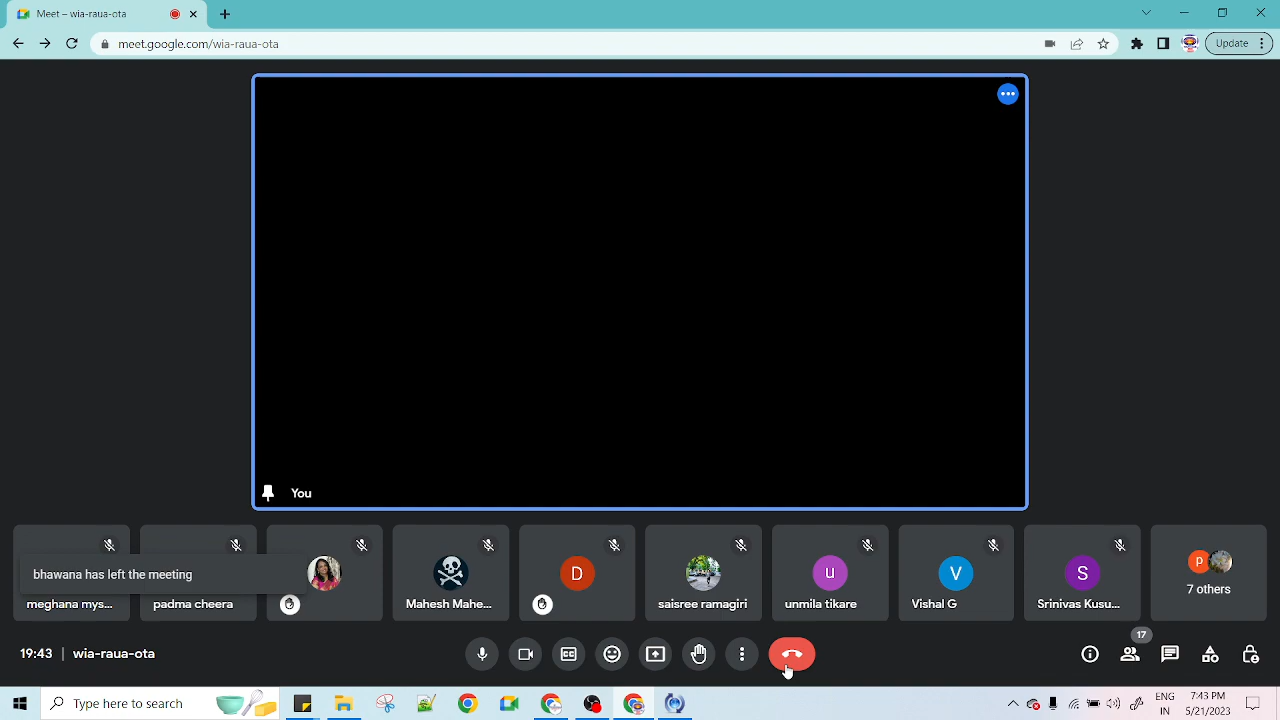 Meet – wia-raua-ota
meet.google.com/wia-raua-ota
Update
You
bhawana has left the meeting
meghana mys...
padma cheera
Mahesh Mahe...
D
saisree ramagiri
u
unmila tikare
V
Vishal G
S
Srinivas Kusu...
P
7 others
19:43 | wia-raua-ota
17
Type here to search
ENG
IN
7:43 PM
5/21/2023